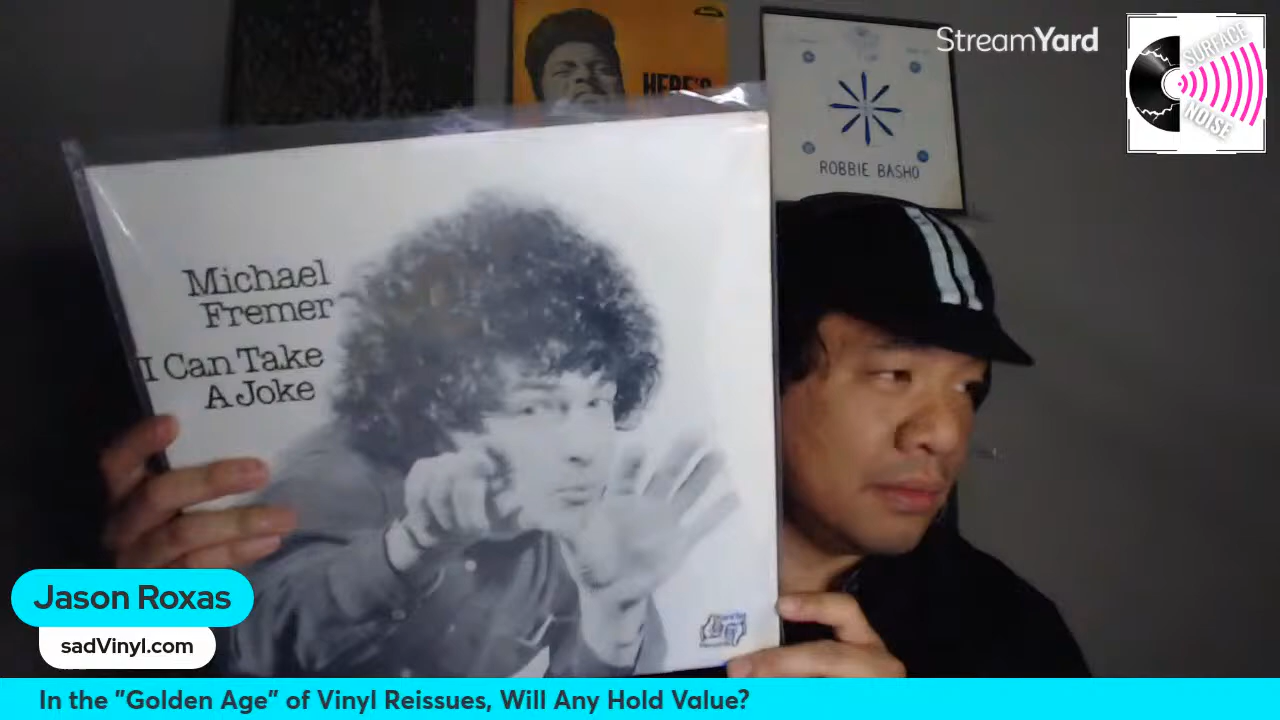 HERE'S
StreamYard
SURFACE
NOISE
ROBBIE BASHO
Michael
Fremer
I Can Take
A Joke
Jason Roxas
sadVinyl.com
In the "Golden Age" of Vinyl Reissues, Will Any Hold Value?